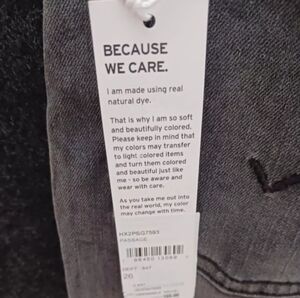 BECAUSE
WE CARE.
I am made using real
natural dye.
That is why I am so soft
and beautifully colored.
Please keep in mind that
my colors may transfer
to light colored items
and turn them colored
and beautiful just like
me - so be aware and
wear with care.
As you take me out into
the real world, my color
may change with time.
PASSAGE
26